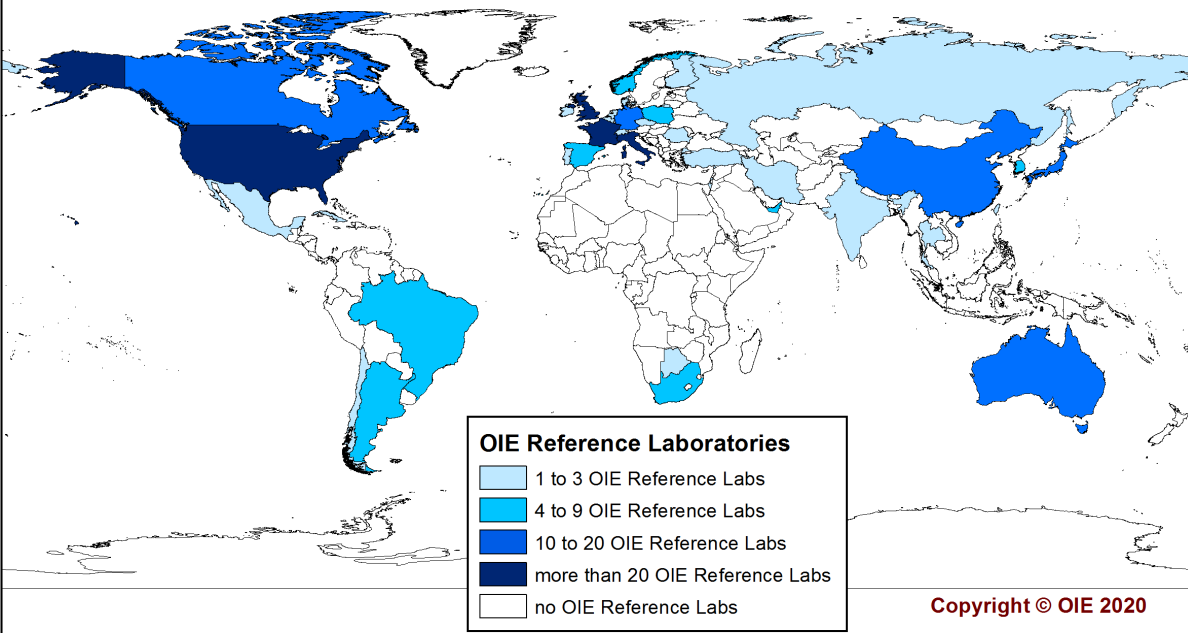 OIE Reference Laboratories
1 to 3 OIE Reference Labs
4 to 9 OIE Reference Labs
10 to 20 OIE Reference Labs
more than 20 OIE Reference Labs
no OIE Reference Labs
Copyright © OIE 2020